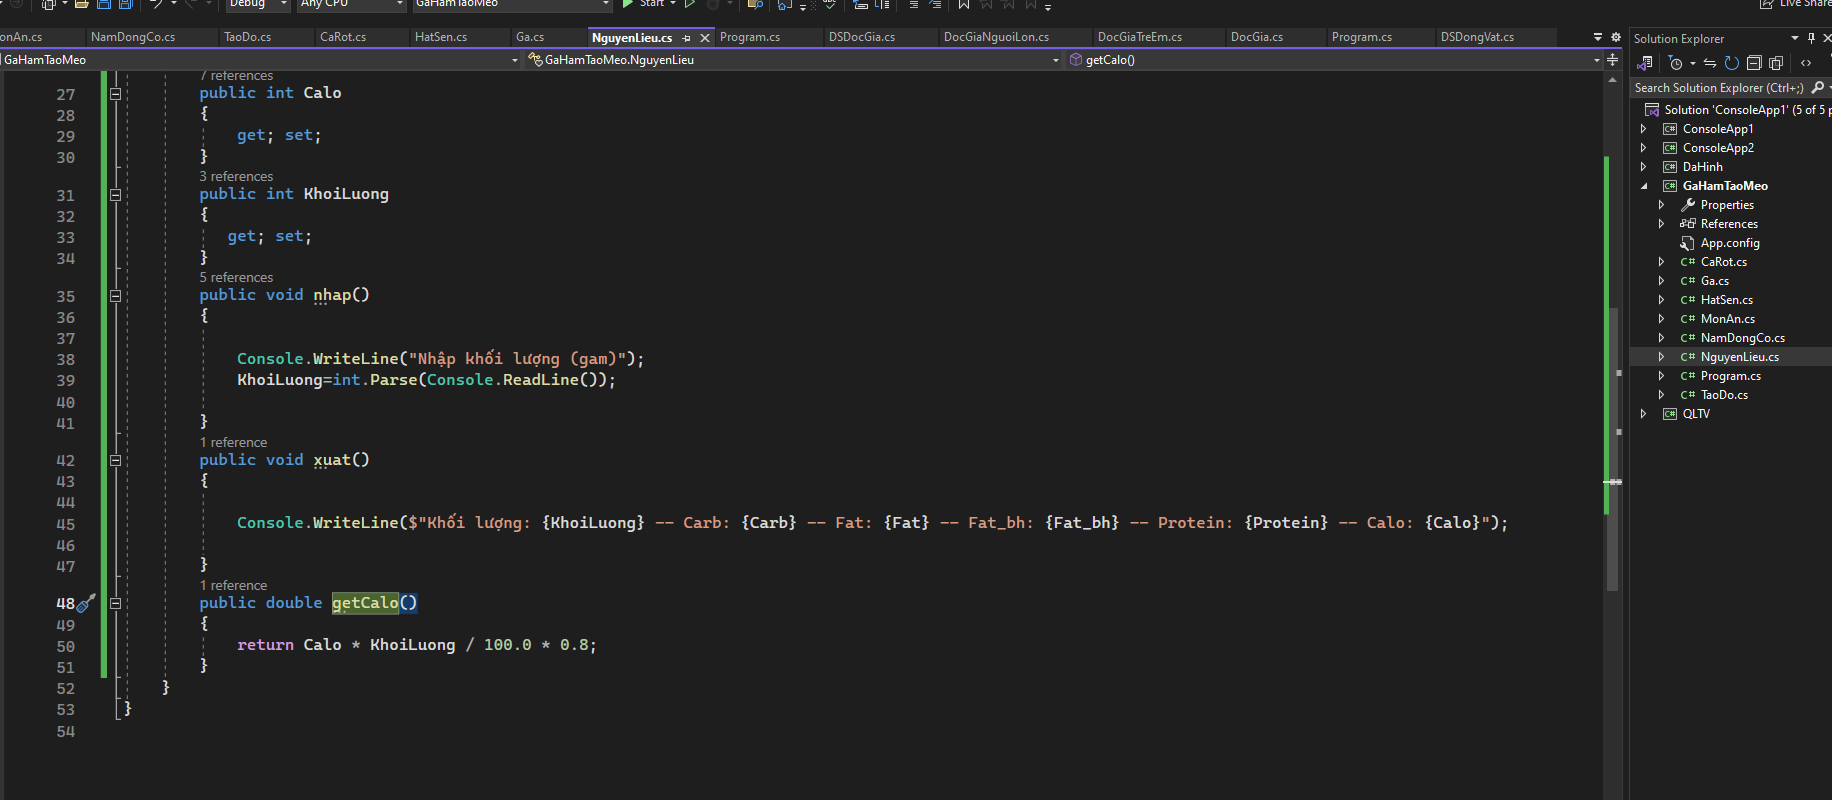 Debug Any CPU GaHamTaoMeo Start Live Share
onAn.cs NamDongCo.cs TaoDo.cs CaRot.cs HatSen.cs Ga.cs NguyenLieu.cs Program.cs DSDocGia.cs DocGiaNguoiLon.cs DocGiaTreEm.cs DocGia.cs Program.cs DSDongVat.cs
GaHamTaoMeo GaHamTaoMeo.NguyenLieu getCalo()
7 references
27 public int Calo
28 {
29 get; set;
30 }
3 references
31 public int KhoiLuong
32 {
33 get; set;
34 }
5 references
35 public void nhap()
36 {
37
38 Console.WriteLine("Nhập khối lượng (gam)");
39 KhoiLuong=int.Parse(Console.ReadLine());
40
41 }
1 reference
42 public void xuat()
43 {
44
45 Console.WriteLine($"Khối lượng: {KhoiLuong} -- Carb: {Carb} -- Fat: {Fat} -- Fat_bh: {Fat_bh} -- Protein: {Protein} -- Calo: {Calo}");
46
47 }
1 reference
48 public double getCalo()
49 {
50 return Calo * KhoiLuong / 100.0 * 0.8;
51 }
52 }
53 }
54
Solution Explorer
Search Solution Explorer (Ctrl+;)
Solution 'ConsoleApp1' (5 of 5 p
C# ConsoleApp1
C# ConsoleApp2
C# DaHinh
C# GaHamTaoMeo
Properties
References
App.config
C# CaRot.cs
C# Ga.cs
C# HatSen.cs
C# MonAn.cs
C# NamDongCo.cs
C# NguyenLieu.cs
C# Program.cs
C# TaoDo.cs
C# QLTV